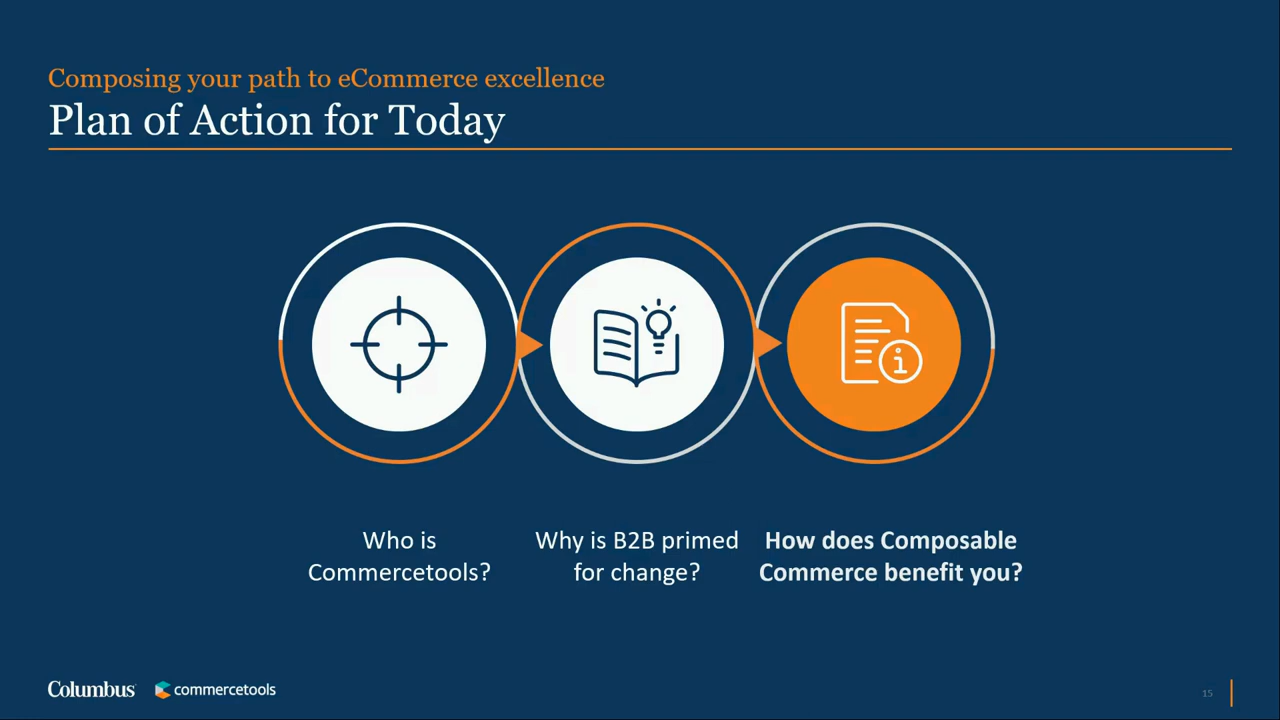 Composing your path to eCommerce excellence
Plan of Action for Today
Who is
Commercetools?
Why is B2B primed
for change?
How does Composable
Commerce benefit you?
Columbus
commercetools
15